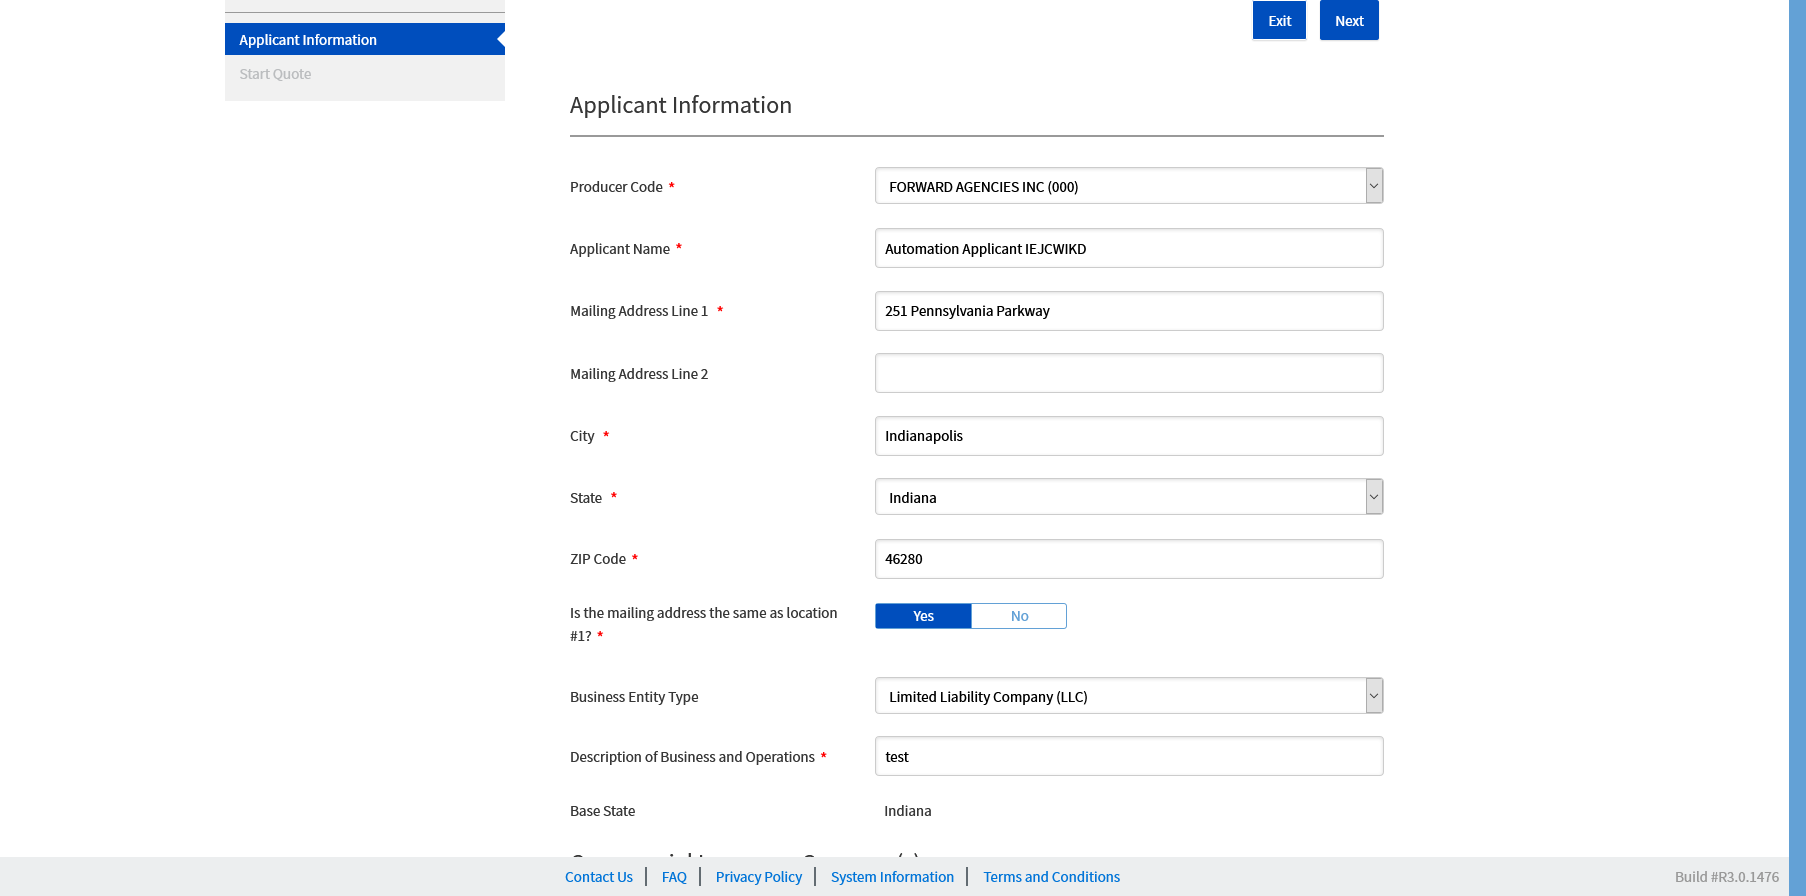 Exit
Next
Applicant Information
Start Quote
Applicant Information
Producer Code *
FORWARD AGENCIES INC (000)
Applicant Name *
Automation Applicant IEJCWIKD
Mailing Address Line 1 *
251 Pennsylvania Parkway
Mailing Address Line 2
City *
Indianapolis
State *
Indiana
ZIP Code *
46280
Is the mailing address the same as location
#1? *
Yes No
Business Entity Type
Limited Liability Company (LLC)
Description of Business and Operations *
test
Base State
Indiana
Contact Us | FAQ | Privacy Policy | System Information | Terms and Conditions
Build #R3.0.1476